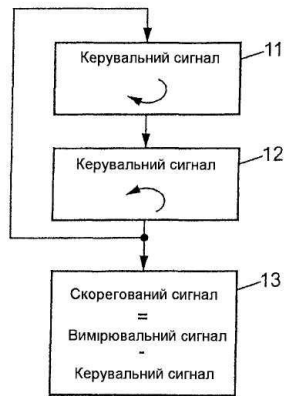 Керувальний сигнал
11
Керувальний сигнал
12
Скорегований сигнал
=
Вимірювальний сигнал
-
Керувальний сигнал
13